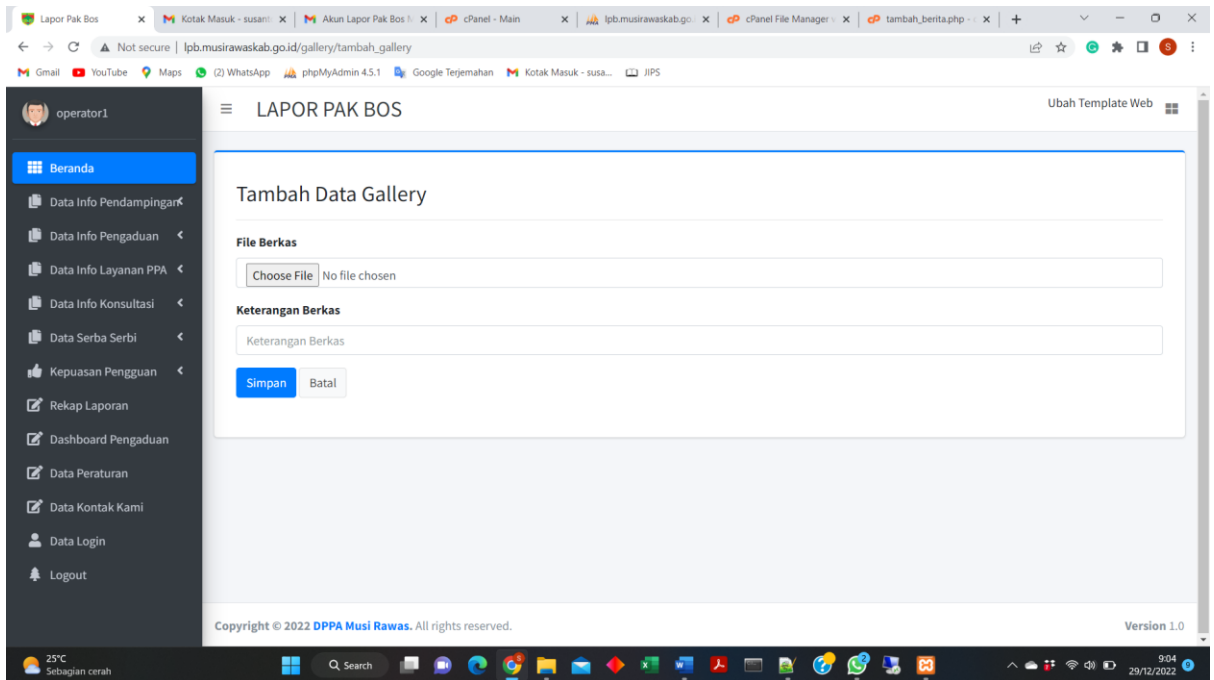 Lapor Pak Bos
Kotak Masuk - susant
Akun Lapor Pak Bos
cPanel - Main
lpb.musirawaskab.go.
cPanel File Manager v
tambah_berita.php -
Not secure | lpb.musirawaskab.go.id/gallery/tambah_gallery
S
Gmail YouTube Maps (2) WhatsApp phpMyAdmin 4.5.1 Google Terjemahan Kotak Masuk - susa... JIPS
operator1
LAPOR PAK BOS
Ubah Template Web
Beranda
Data Info Pendampingan
Data Info Pengaduan
Data Info Layanan PPA
Data Info Konsultasi
Data Serba Serbi
Kepuasan Pengguan
Rekap Laporan
Dashboard Pengaduan
Data Peraturan
Data Kontak Kami
Data Login
Logout
Tambah Data Gallery
File Berkas
Choose File No file chosen
Keterangan Berkas
Keterangan Berkas
Simpan Batal
Copyright © 2022 DPPA Musi Rawas. All rights reserved.
Version 1.0
25°C
Sebagian cerah
Search
9:04
29/12/2022